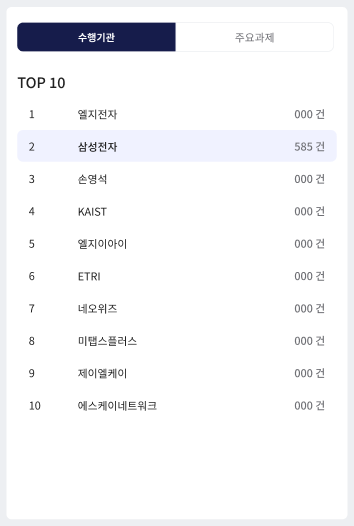 수행기관 주요과제
TOP 10
1 엘지전자 000 건
2 삼성전자 585 건
3 손영석 000 건
4 KAIST 000 건
5 엘지이아이 000 건
6 ETRI 000 건
7 네오위즈 000 건
8 미탭스플러스 000 건
9 제이엘케이 000 건
10 에스케이네트워크 000 건